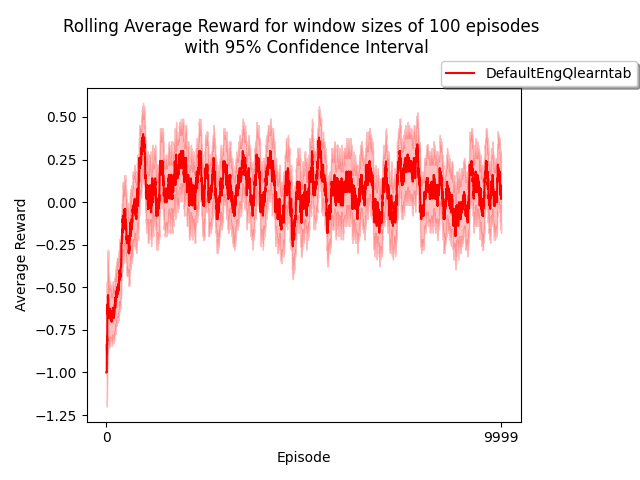 Rolling Average Reward for window sizes of 100 episodes
with 95% Confidence Interval
DefaultEngQlearntab
0.50
0.25
0.00
−0.25
−0.50
−0.75
−1.00
−1.25
Average Reward
0
9999
Episode